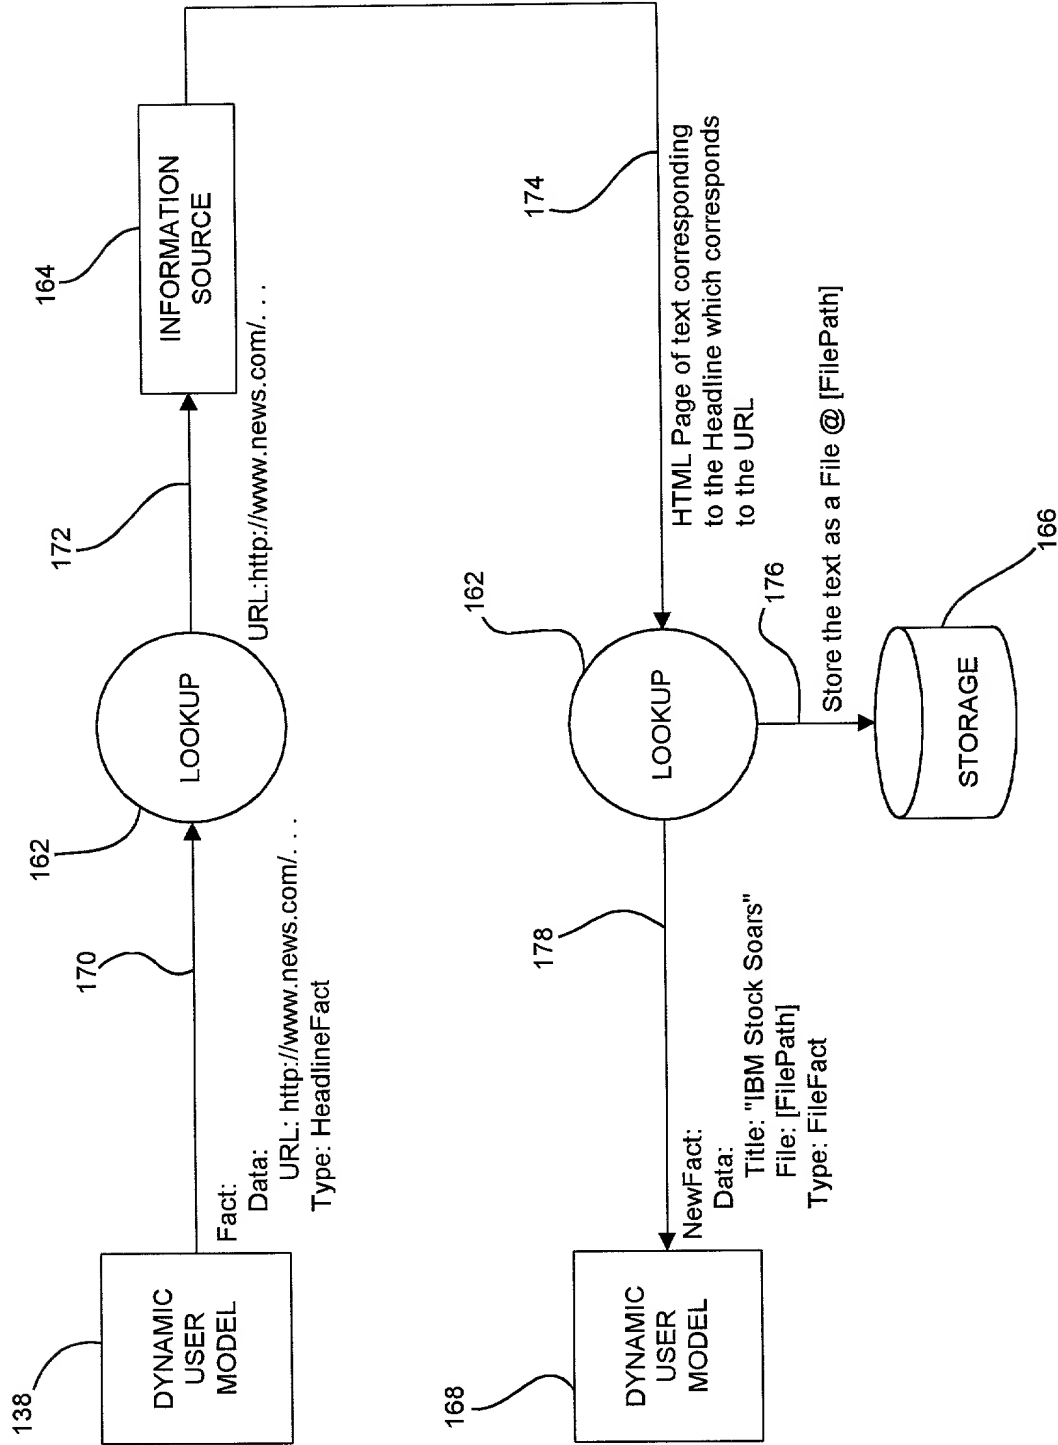 138
DYNAMIC
USER
MODEL
170
Fact:
Data:
URL: http://www.news.com/. . .
Type: HeadlineFact
162
LOOKUP
172
URL:http://www.news.com/. . .
164
INFORMATION
SOURCE
168
DYNAMIC
USER
MODEL
178
NewFact:
Data:
Title: "IBM Stock Soars"
File: [FilePath]
Type: FileFact
162
LOOKUP
174
HTML Page of text corresponding
to the Headline which corresponds
to the URL
176
Store the text as a File @ [FilePath]
166
STORAGE